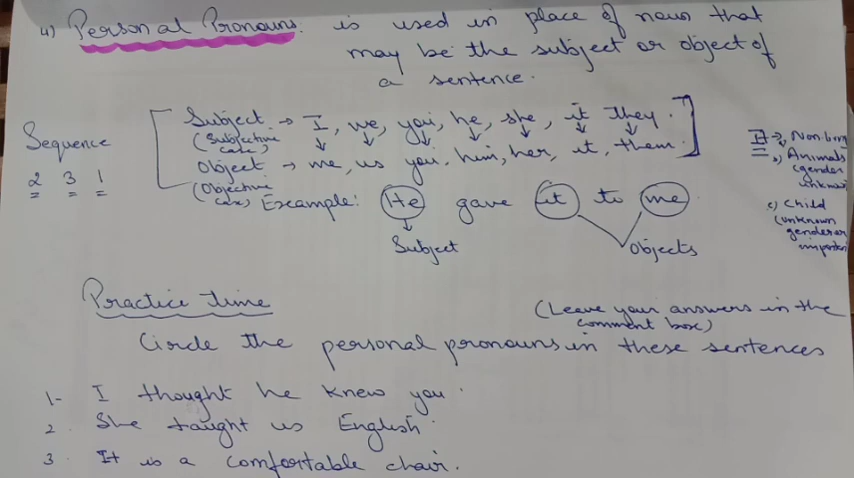 4) Personal Pronouns: is used in place of noun that
may be the subject or object of
a sentence.
Sequence
2 3 1
Subject → I, we, you, he, she, it they.
(Subjective case)
Object → me, us you, him, her, it, them.
(Objective case)
Example: He gave it to me
Subject
Objects
It →
Animals
(gender
c) Child
(unknown
gender or
Practice time
(Leave your answers in the
comment box)
Circle the personal pronouns in these sentences
1- I thought he knew you.
2. She taught us English.
3. It is a comfortable chair.